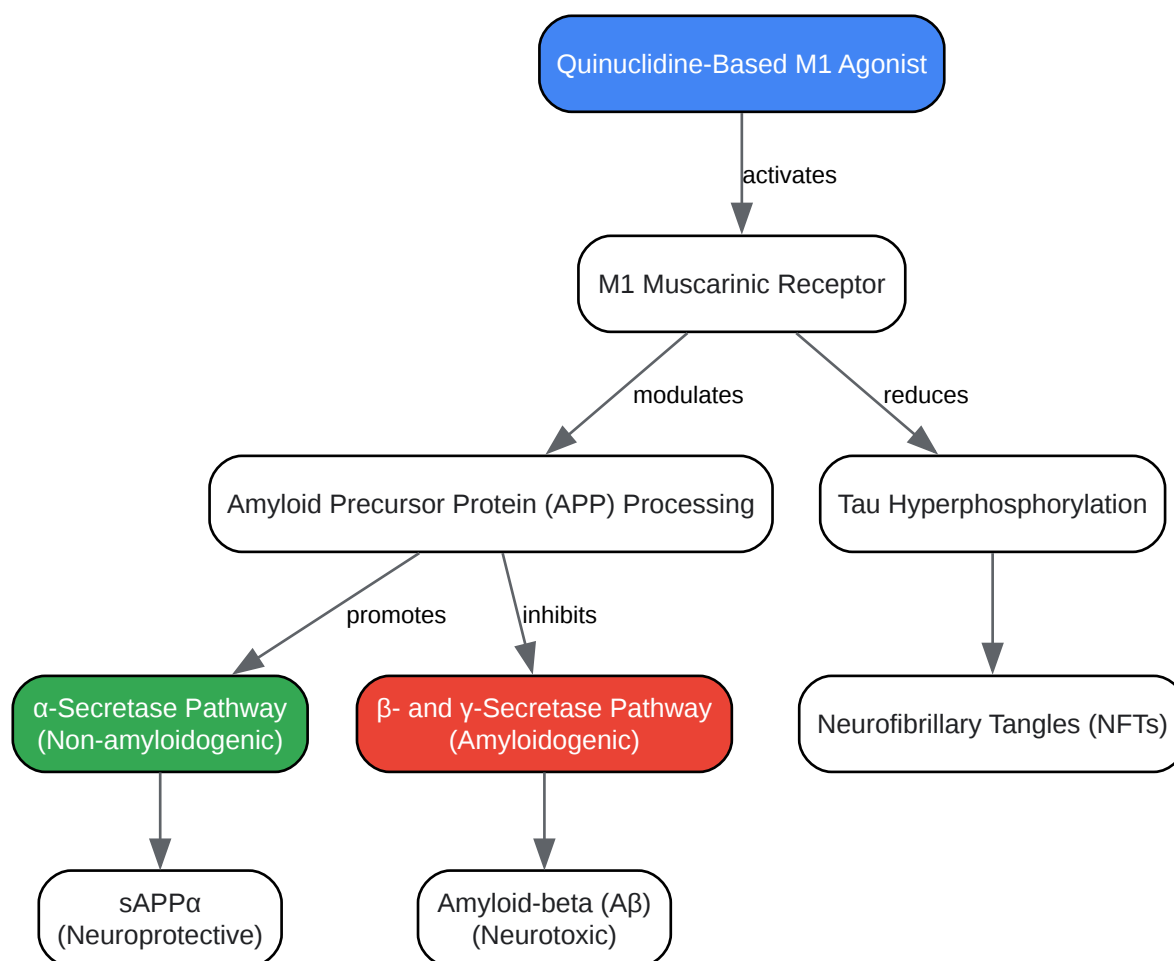 Quinuclidine-Based M1 Agonist
activates
M1 Muscarinic Receptor
modulates
reduces
Amyloid Precursor Protein (APP) Processing
Tau Hyperphosphorylation
promotes
inhibits
α-Secretase Pathway
(Non-amyloidogenic)
β- and γ-Secretase Pathway
(Amyloidogenic)
Neurofibrillary Tangles (NFTs)
sAPPα
(Neuroprotective)
Amyloid-beta (Aβ)
(Neurotoxic)